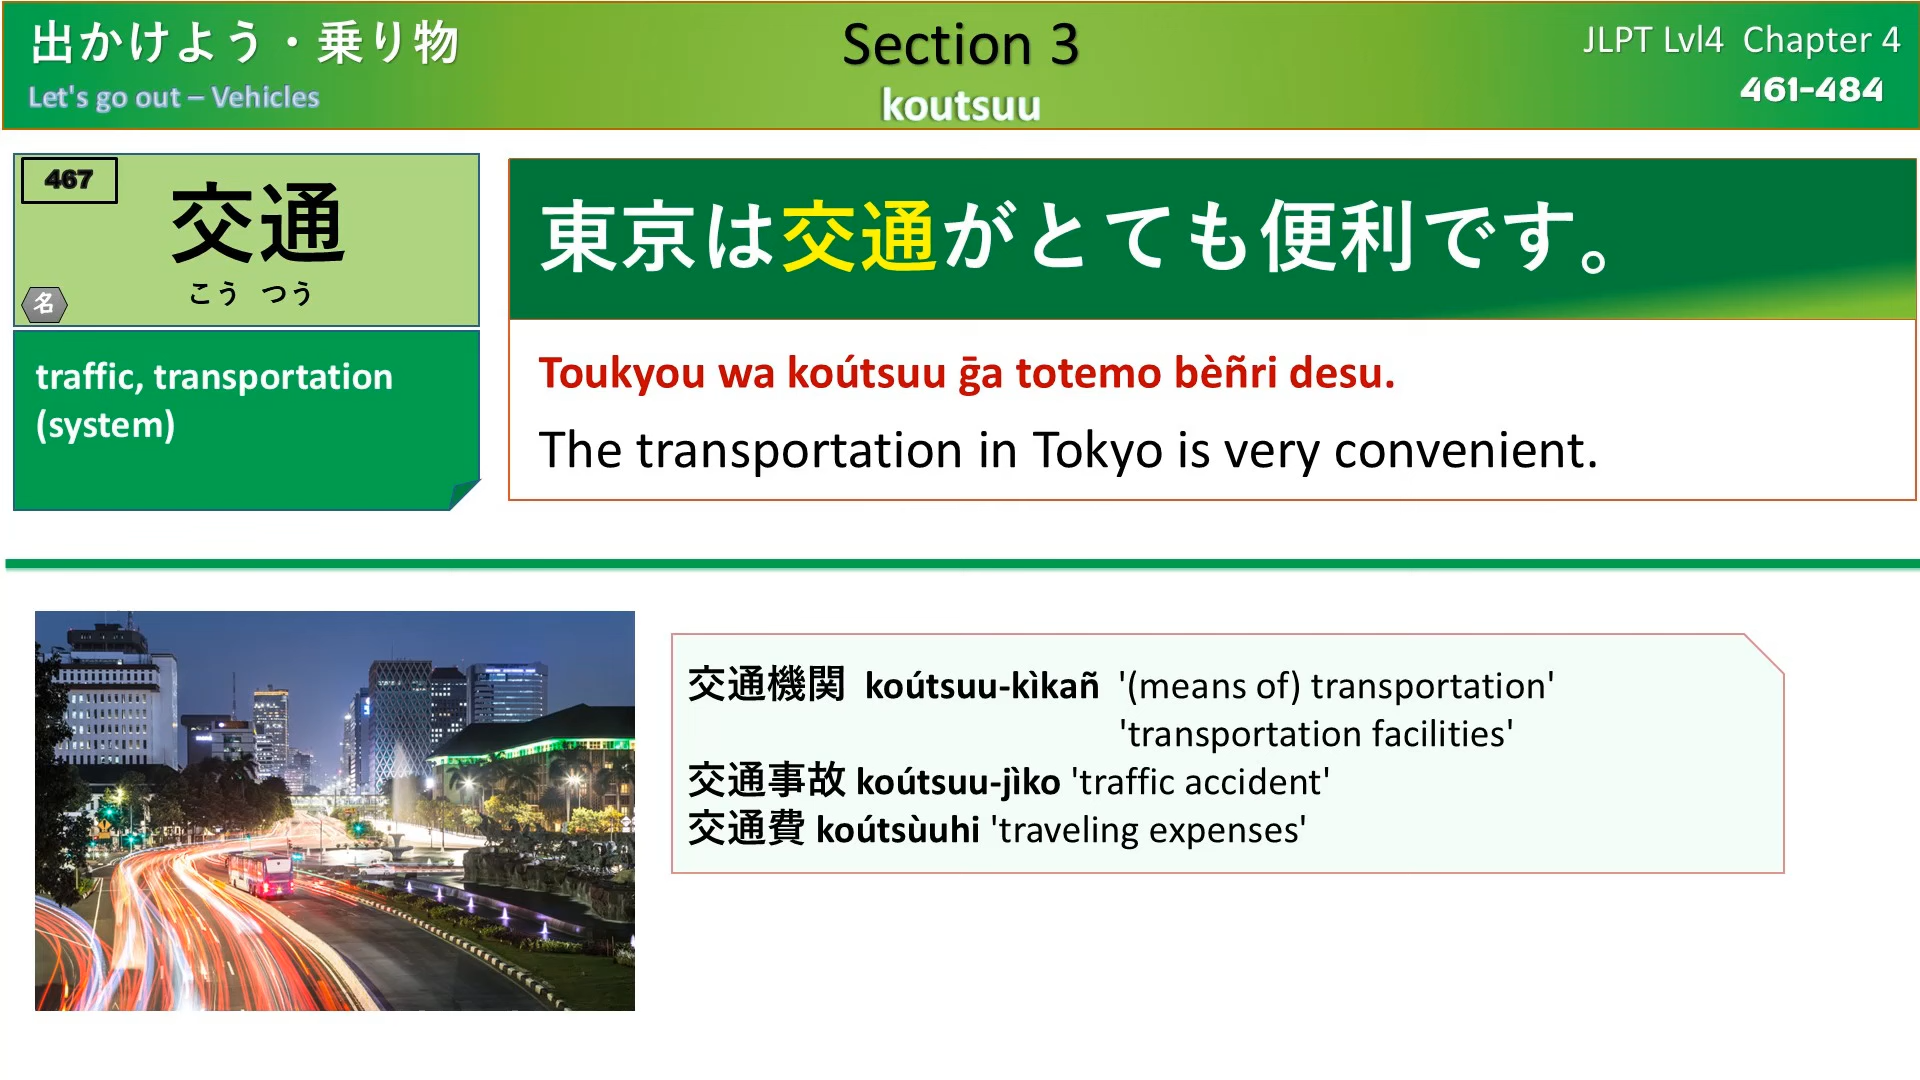 出かけよう・乗り物
Let's go out – Vehicles
Section 3
koutsuu
JLPT Lvl4 Chapter 4
461-484
467
交通
こう つう
名
traffic, transportation
(system)
東京は交通がとても便利です。
Toukyou wa koútsuu ḡa totemo bèñri desu.
The transportation in Tokyo is very convenient.
交通機関 koútsuu-kìkañ '(means of) transportation'
'transportation facilities'
交通事故 koútsuu-jìko 'traffic accident'
交通費 koútsùuhi 'traveling expenses'